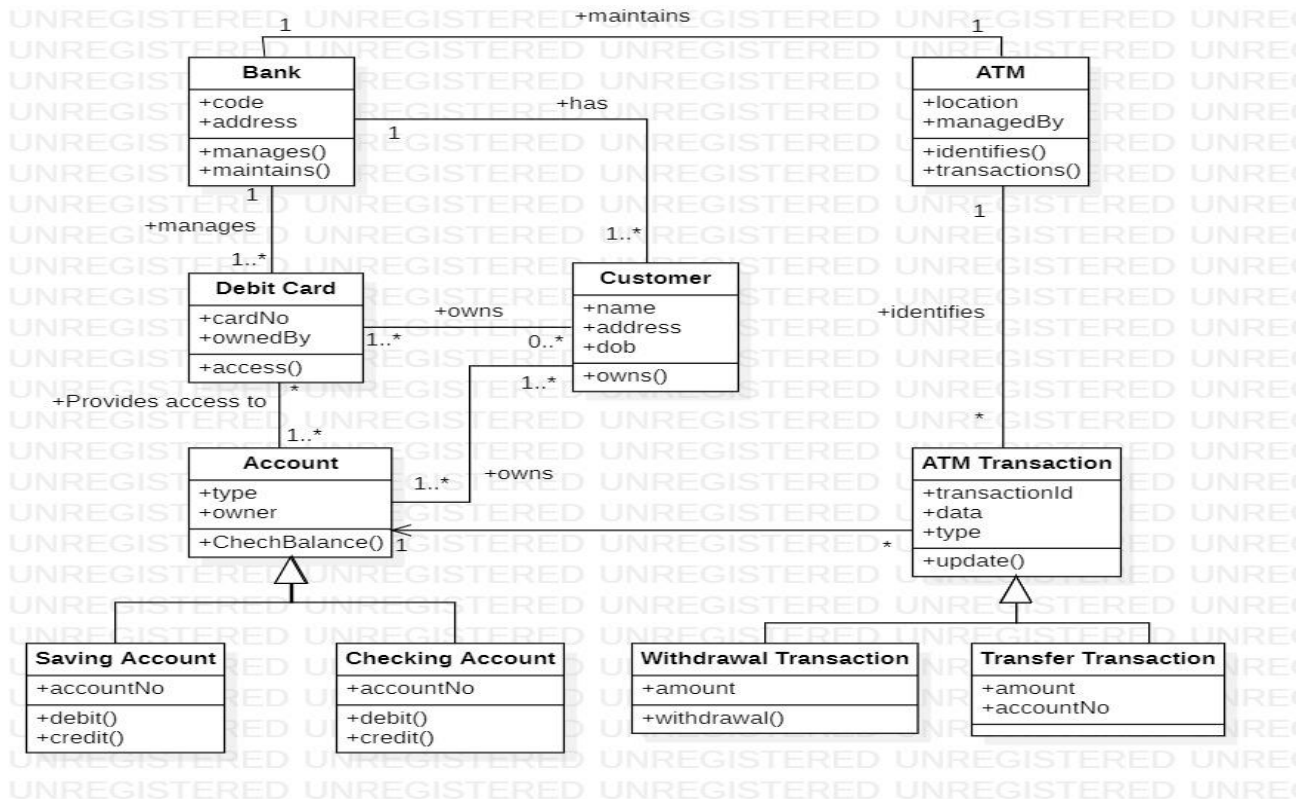 +maintains
1
1
Bank
+code
+address
+manages()
+maintains()
ATM
+location
+managedBy
+identifies()
+transactions()
+has
1
1..*
1
+manages
1..*
1
+identifies
*
Debit Card
+cardNo
+ownedBy
+access()
Customer
+name
+address
+dob
+owns()
+owns
1..*
0..*
1..*
*
+Provides access to
1..*
+owns
1..*
Account
+type
+owner
+ChechBalance()
ATM Transaction
+transactionId
+data
+type
+update()
1
*
Saving Account
+accountNo
+debit()
+credit()
Checking Account
+accountNo
+debit()
+credit()
Withdrawal Transaction
+amount
+withdrawal()
Transfer Transaction
+amount
+accountNo
UNREGISTERED